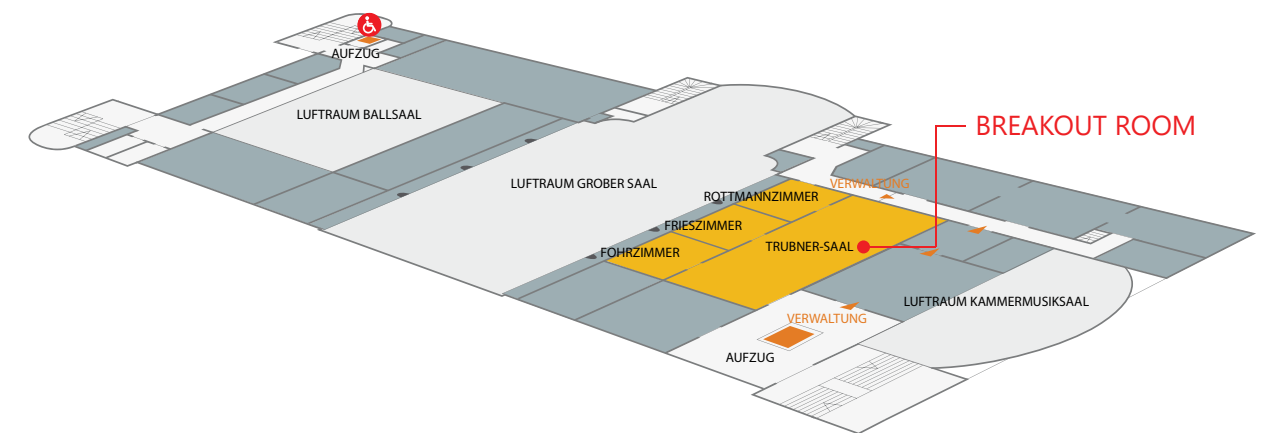 AUFZUG
LUFTRAUM BALLSAAL
BREAKOUT ROOM
LUFTRAUM GROBER SAAL
VERWALTUNG
ROTTMANNZIMMER
FRIESZIMMER
TRUBNER-SAAL
FOHRZIMMER
LUFTRAUM KAMMERMUSIKSAAL
VERWALTUNG
AUFZUG